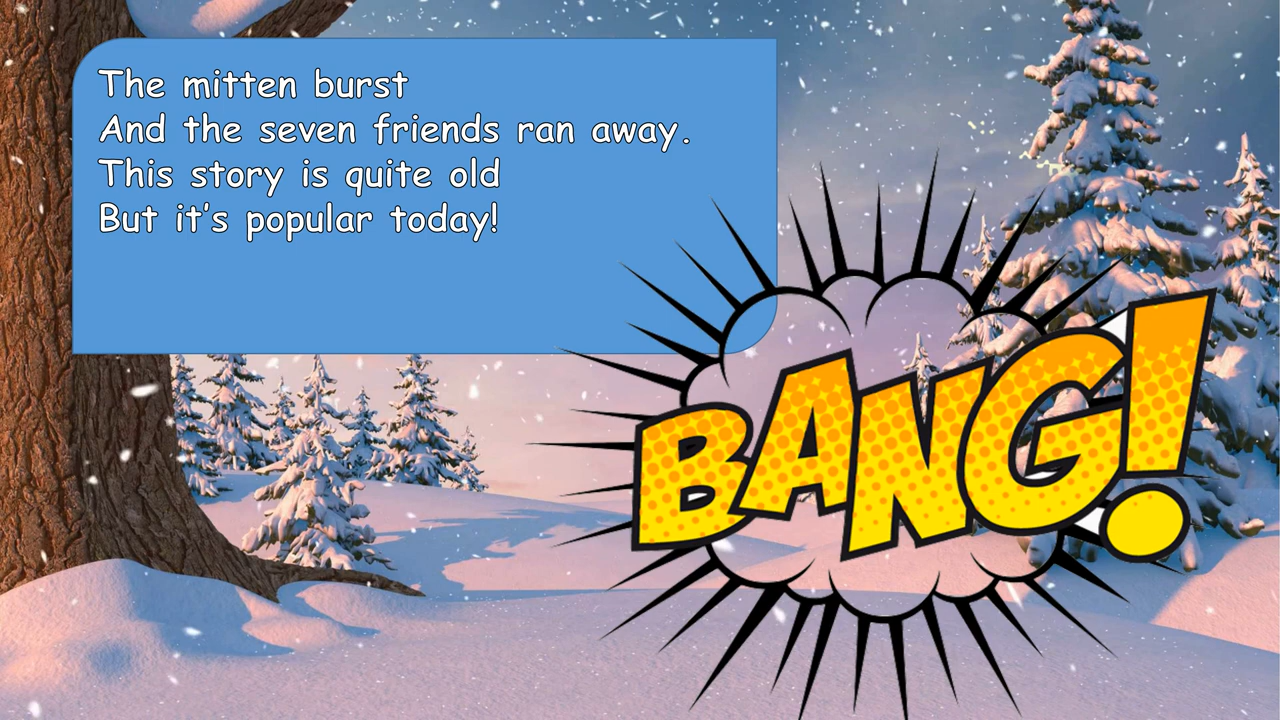 The mitten burst
And the seven friends ran away.
This story is quite old
But it's popular today!
BANG!